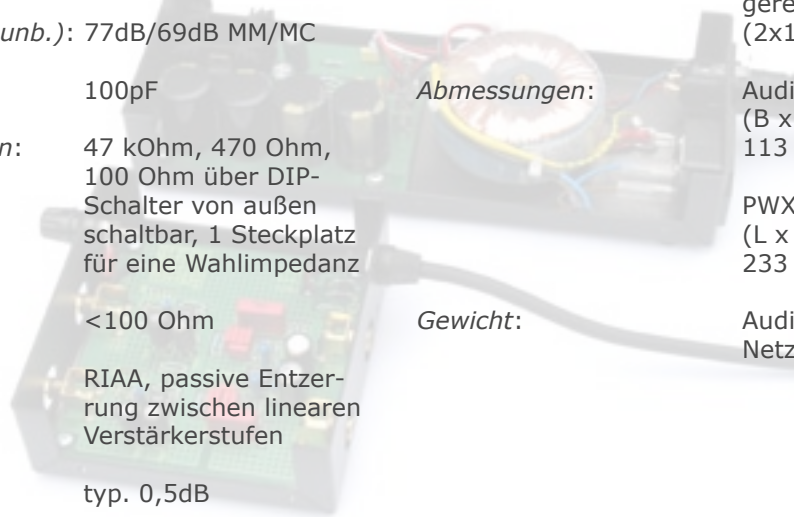 unb.): 77dB/69dB MM/MC
100pF
n: 47 kOhm, 470 Ohm,
100 Ohm über DIP-
Schalter von außen
schaltbar, 1 Steckplatz
für eine Wahlimpedanz
<100 Ohm
RIAA, passive Entzer-
rung zwischen linearen
Verstärkerstufen
typ. 0,5dB
Abmessungen:
Gewicht:
gere
(2x1
Audi
(B x
113
PWX
(L x
233
Audi
Netz